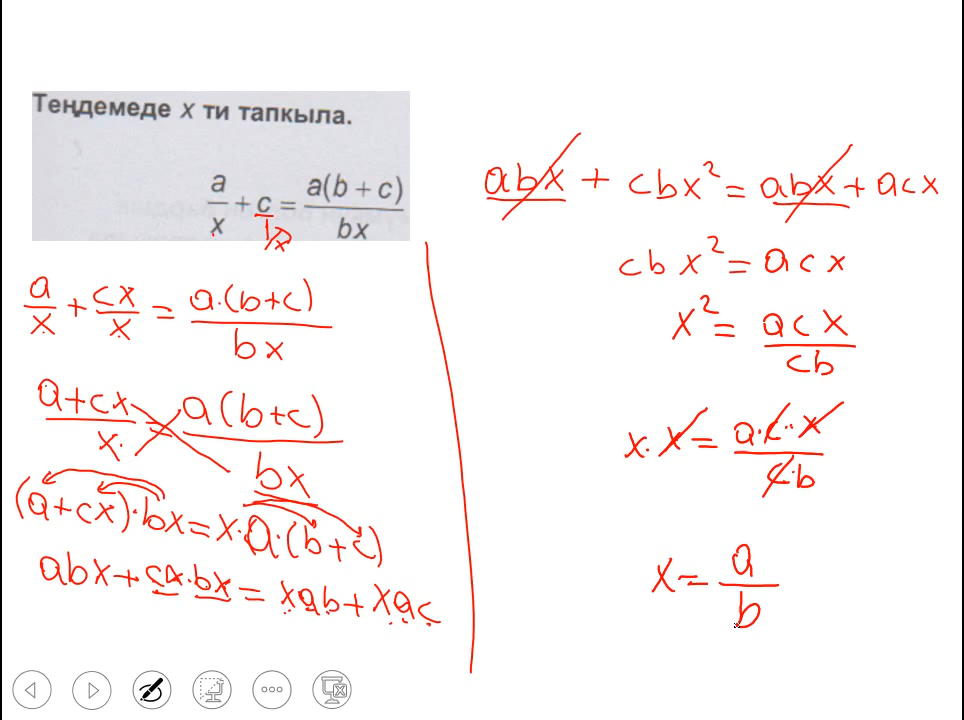 Теңдемеде x ти тапкыла.
a/x + c = a(b + c)/bx
1/x
a/x + cx/x = a·(b+c)/bx
a+cx/x = a(b+c)/bx
(a+cx)·bx = x·a·(b+c)
abx + cx·bx = xab + xac
abx + cbx² = abx + acx
cbx² = acx
x² = acx/cb
x·x = a·c·x/c·b
x = a/b